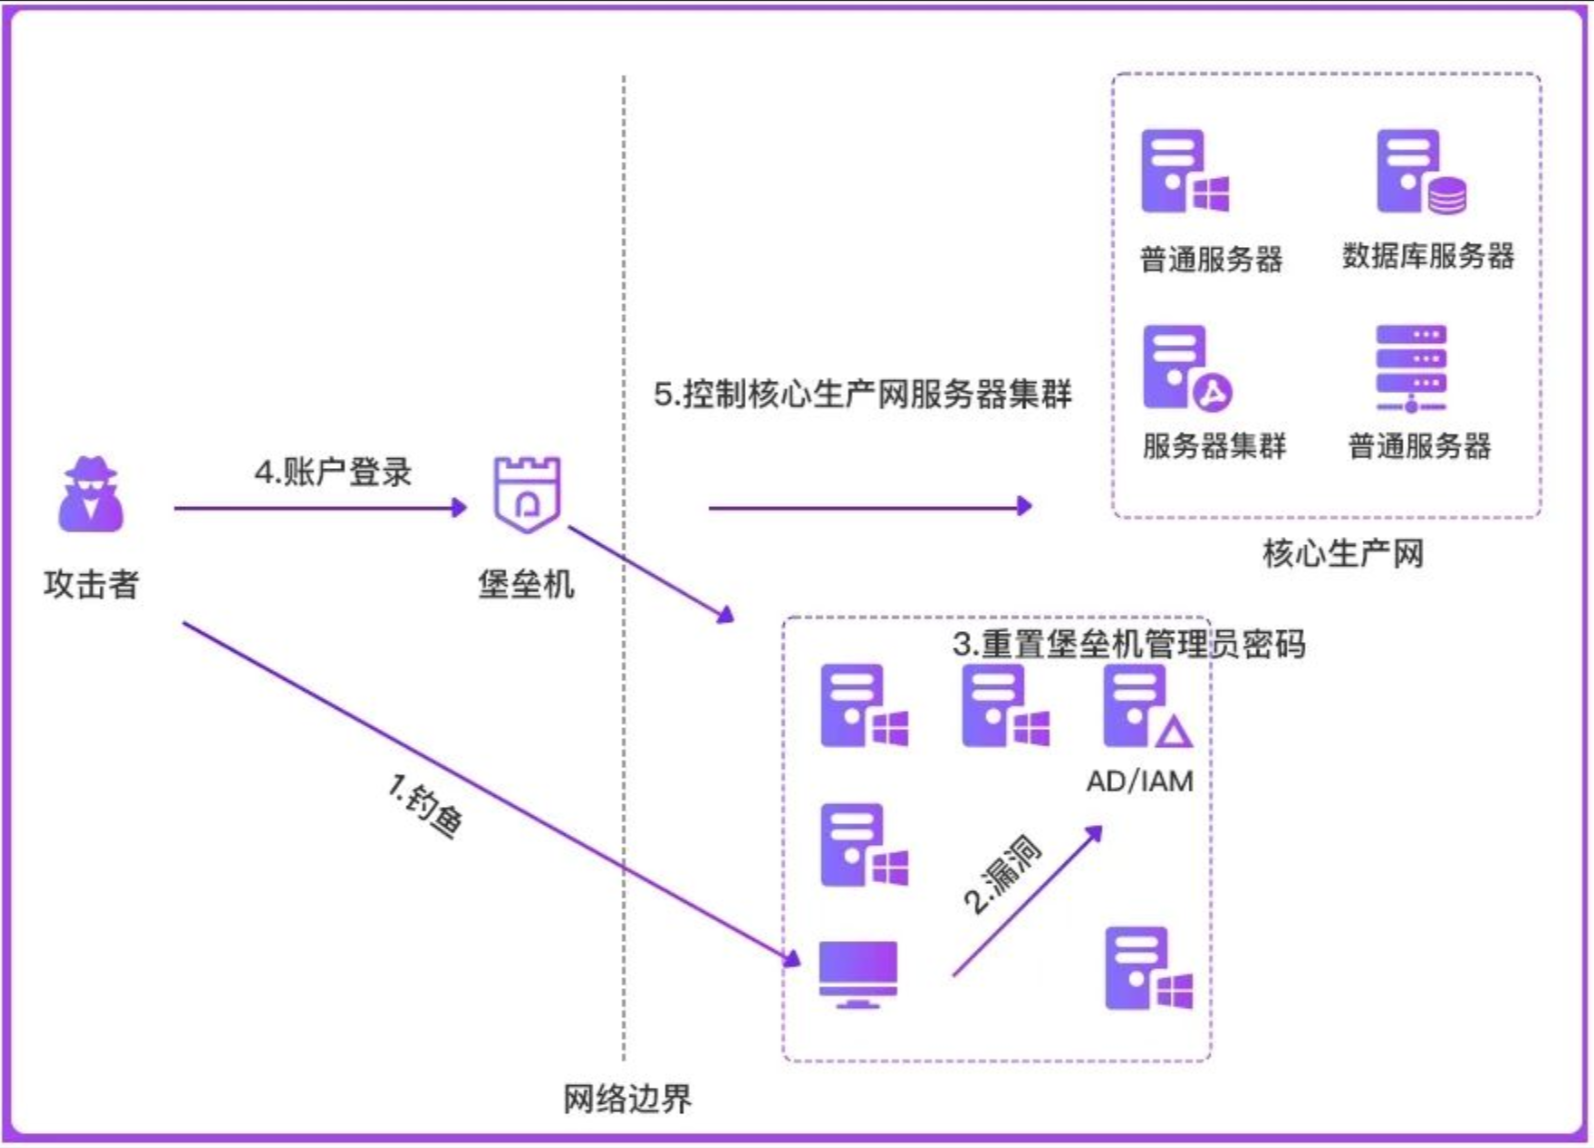 普通服务器
数据库服务器
服务器集群
普通服务器
核心生产网
5.控制核心生产网服务器集群
4.账户登录
攻击者
堡垒机
3.重置堡垒机管理员密码
AD/IAM
1.钓鱼
2.漏洞
网络边界